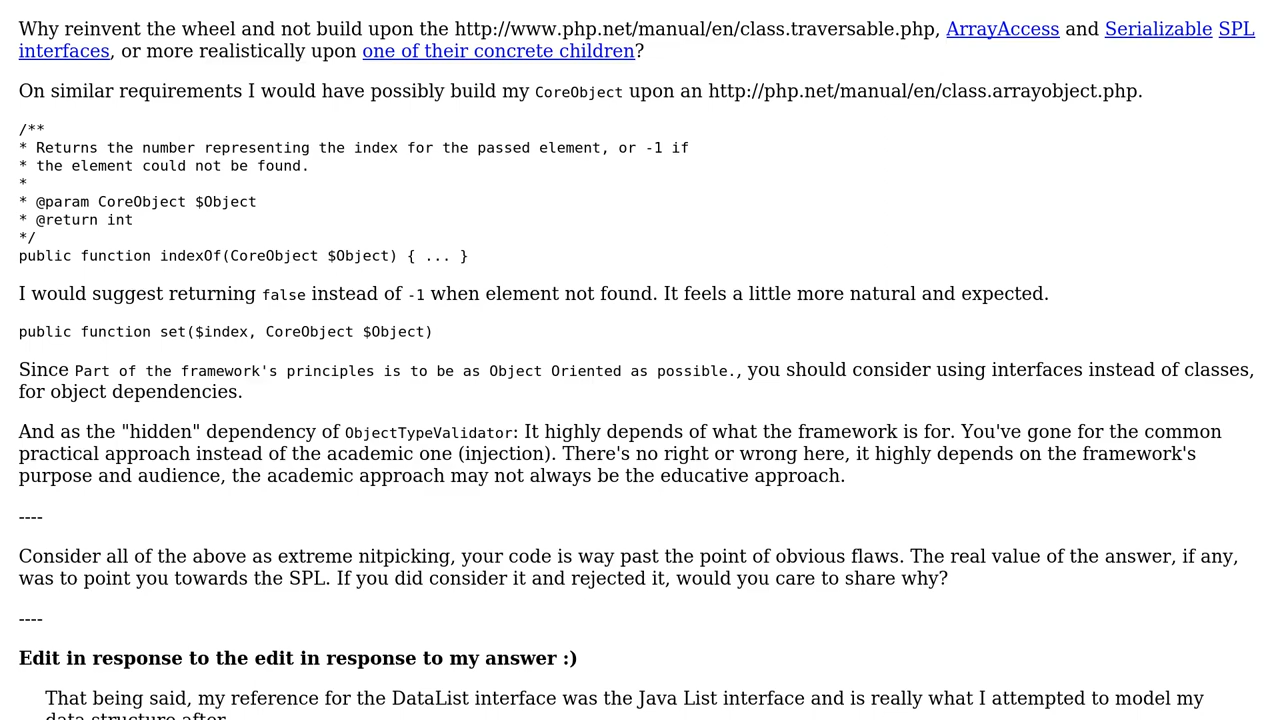 Why reinvent the wheel and not build upon the http://www.php.net/manual/en/class.traversable.php, ArrayAccess and Serializable SPL
interfaces, or more realistically upon one of their concrete children?
On similar requirements I would have possibly build my CoreObject upon an http://php.net/manual/en/class.arrayobject.php.
/**
* Returns the number representing the index for the passed element, or -1 if
* the element could not be found.
*
* @param CoreObject $Object
* @return int
*/
public function indexOf(CoreObject $Object) { ... }
I would suggest returning false instead of -1 when element not found. It feels a little more natural and expected.
public function set($index, CoreObject $Object)
Since Part of the framework's principles is to be as Object Oriented as possible., you should consider using interfaces instead of classes,
for object dependencies.
And as the "hidden" dependency of ObjectTypeValidator: It highly depends of what the framework is for. You've gone for the common
practical approach instead of the academic one (injection). There's no right or wrong here, it highly depends on the framework's
purpose and audience, the academic approach may not always be the educative approach.
----
Consider all of the above as extreme nitpicking, your code is way past the point of obvious flaws. The real value of the answer, if any,
was to point you towards the SPL. If you did consider it and rejected it, would you care to share why?
----
Edit in response to the edit in response to my answer :)
That being said, my reference for the DataList interface was the Java List interface and is really what I attempted to model my
data structure after.